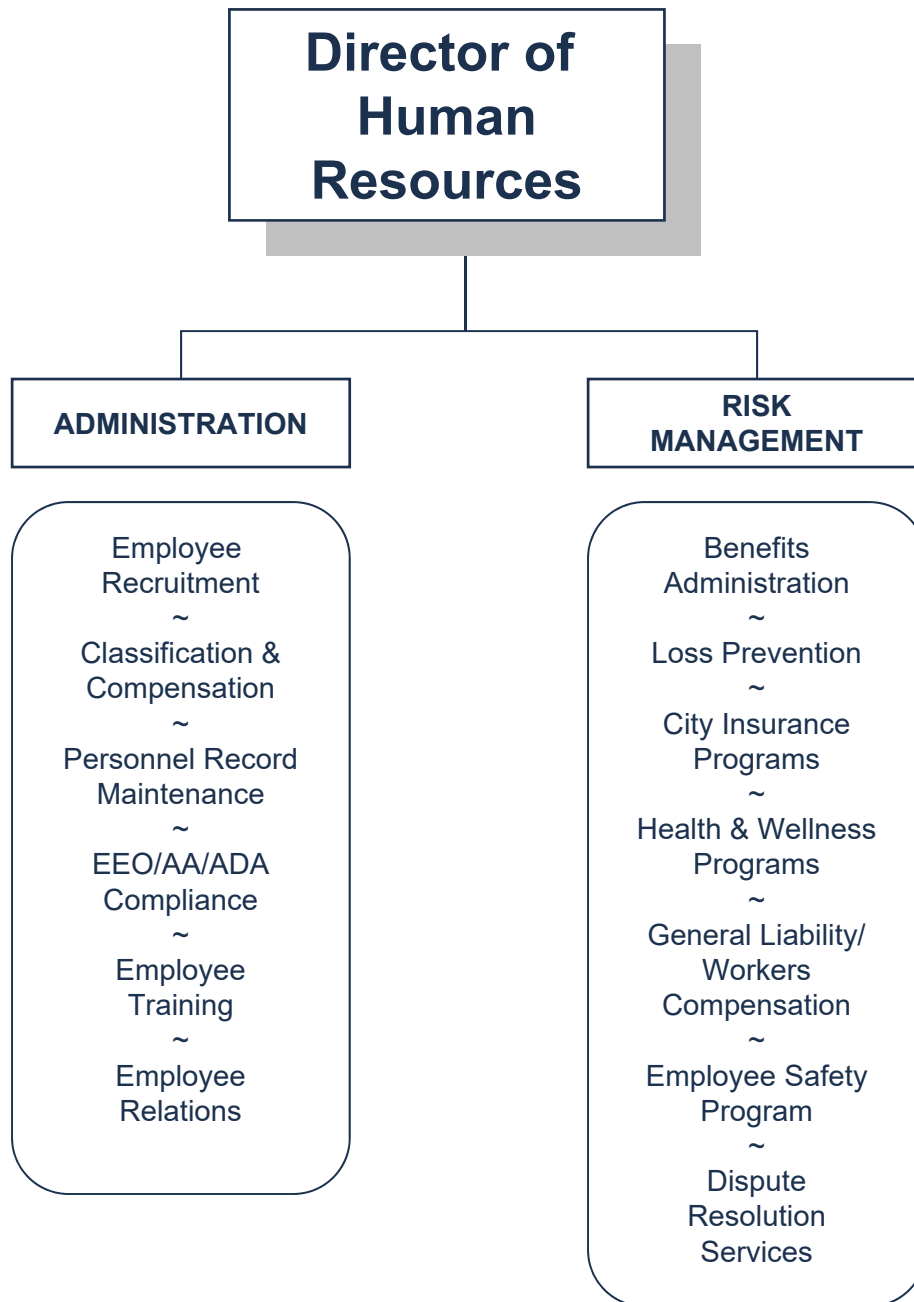 Director of
Human
Resources
ADMINISTRATION
RISK
MANAGEMENT
Employee
Recruitment
~
Classification &
Compensation
~
Personnel Record
Maintenance
~
EEO/AA/ADA
Compliance
~
Employee
Training
~
Employee
Relations
Benefits
Administration
~
Loss Prevention
~
City Insurance
Programs
~
Health & Wellness
Programs
~
General Liability/
Workers
Compensation
~
Employee Safety
Program
~
Dispute
Resolution
Services